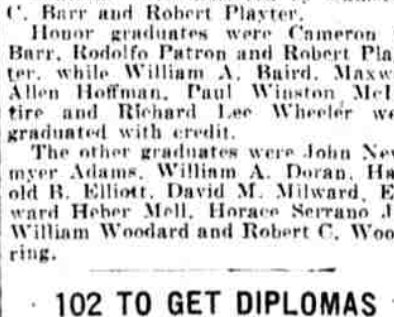 C. Barr and Robert Playter.
Honor graduates were Cameron
Barr, Rodolfo Patron and Robert Pla
ter, while William A. Baird, Maxw
Allen Hoffman, Paul Winston McI
tire and Richard Lee Wheeler we
graduated with credit.
The other graduates were John New
myer Adams, William A. Doran, Ha
old B. Elliott, David M. Milward, E
ward Heber Mell, Horace Serrano J
William Woodard and Robert C. Woo
ring.
102 TO GET DIPLOMAS